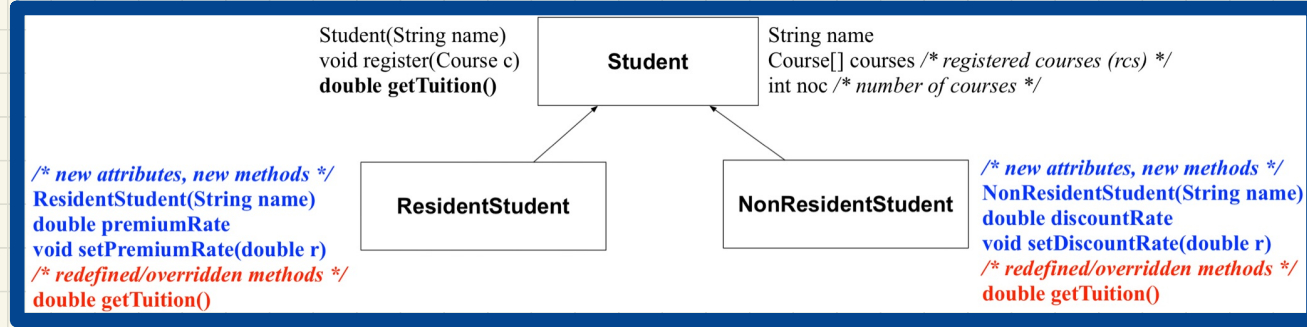 Student(String name)
void register(Course c)
double getTuition()
Student
String name
Course[] courses /* registered courses (rcs) */
int noc /* number of courses */
/* new attributes, new methods */
ResidentStudent(String name)
double premiumRate
void setPremiumRate(double r)
/* redefined/overridden methods */
double getTuition()
ResidentStudent
NonResidentStudent
/* new attributes, new methods */
NonResidentStudent(String name)
double discountRate
void setDiscountRate(double r)
/* redefined/overridden methods */
double getTuition()